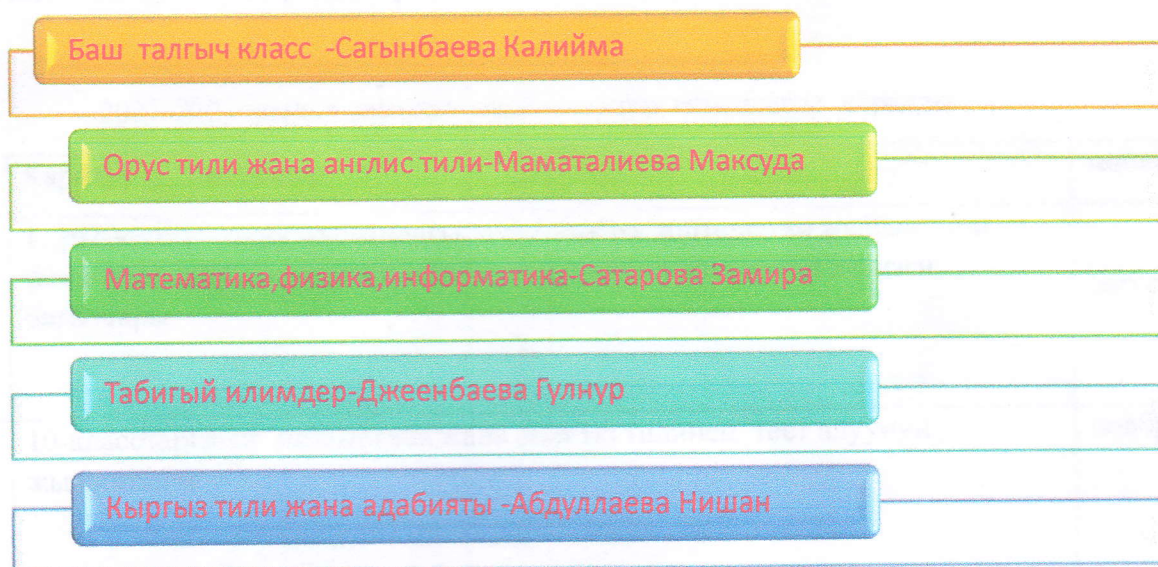 Баш талгыч класс -Сагынбаева Калийма
Орус тили жана англис тили-Маматалиева Максуда
Математика,физика,информатика-Сатарова Замира
Табигый илимдер-Джеенбаева Гулнур
Кыргыз тили жана адабияты -Абдуллаева Нишан